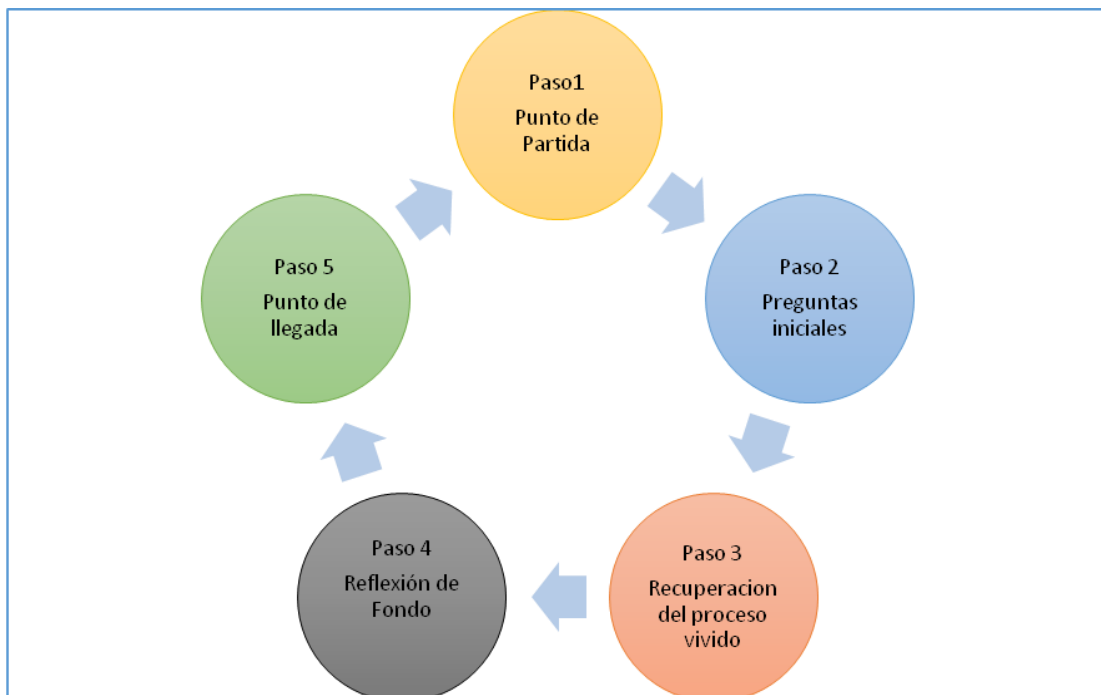 Paso1
Punto de
Partida
Paso 2
Preguntas
iniciales
Paso 3
Recuperacion
del proceso
vivido
Paso 4
Reflexión de
Fondo
Paso 5
Punto de
llegada